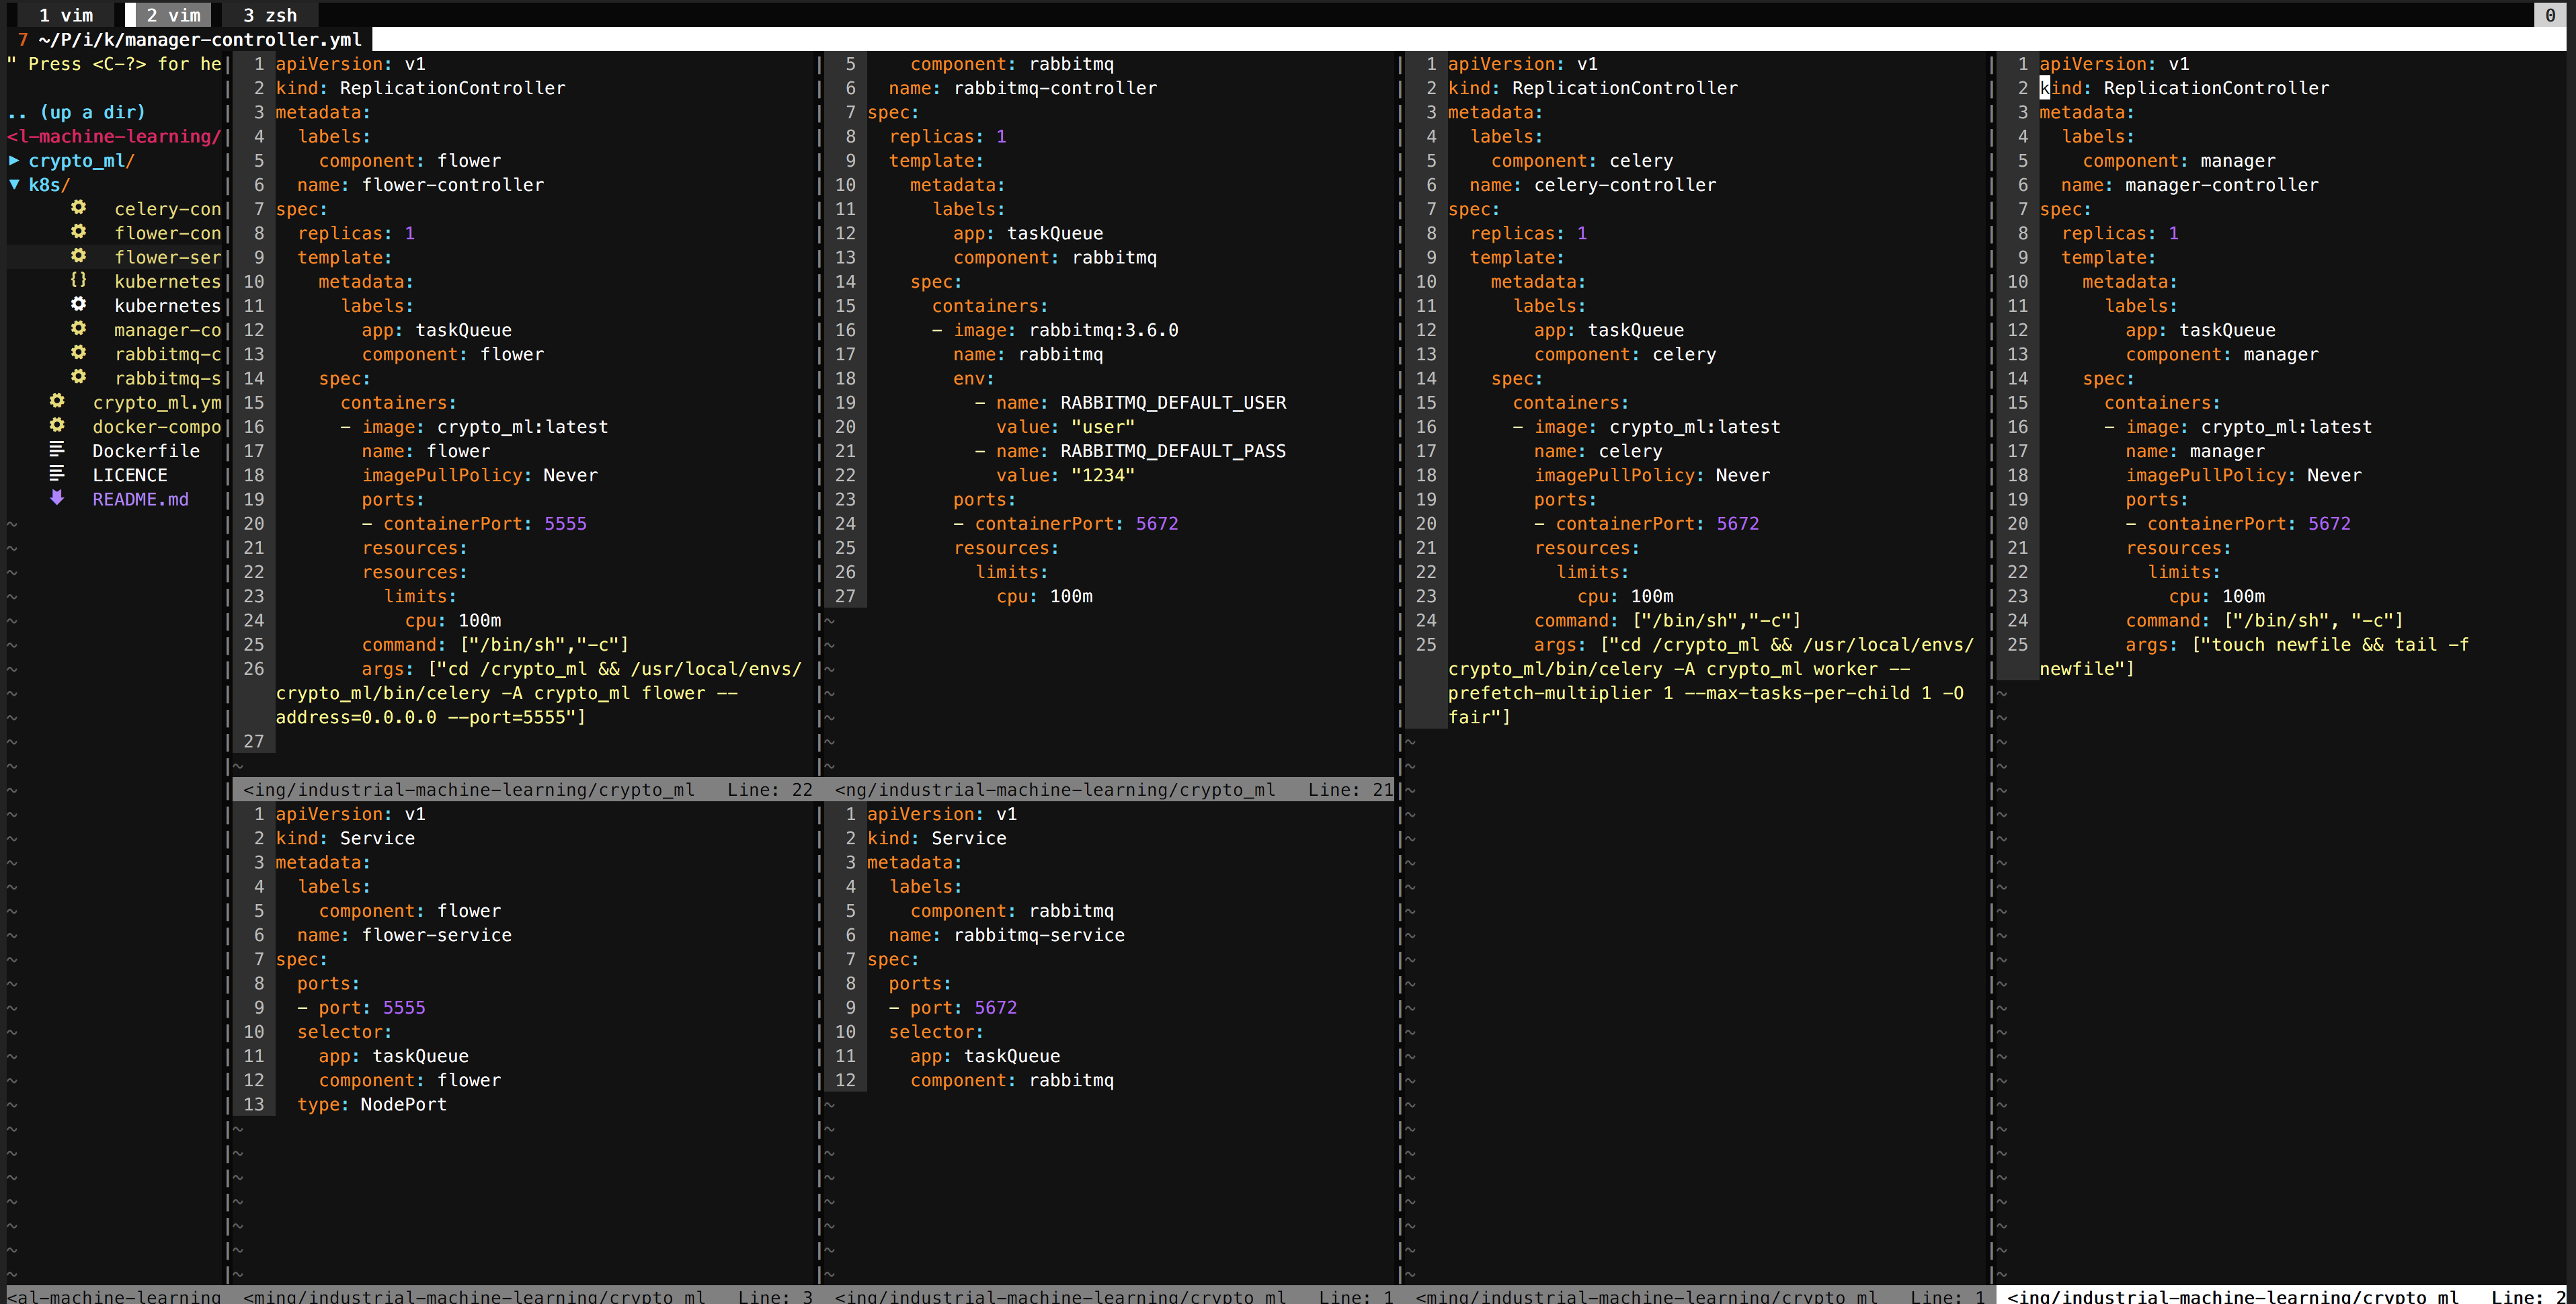 1 vim 2 vim 3 zsh 0
7 ~/P/i/k/manager-controller.yml
" Press <C-?> for he
.. (up a dir)
<l-machine-learning/
▶ crypto_ml/
▼ k8s/
celery-con
flower-con
flower-ser
{} kubernetes
kubernetes
manager-co
rabbitmq-c
rabbitmq-s
crypto_ml.ym
docker-compo
Dockerfile
LICENCE
README.md
<al-machine-learning
1 apiVersion: v1
2 kind: ReplicationController
3 metadata:
4   labels:
5     component: flower
6   name: flower-controller
7 spec:
8   replicas: 1
9   template:
10     metadata:
11       labels:
12         app: taskQueue
13         component: flower
14     spec:
15       containers:
16       - image: crypto_ml:latest
17         name: flower
18         imagePullPolicy: Never
19         ports:
20         - containerPort: 5555
21         resources:
22         resources:
23           limits:
24             cpu: 100m
25         command: ["/bin/sh","-c"]
26         args: ["cd /crypto_ml && /usr/local/envs/
crypto_ml/bin/celery -A crypto_ml flower --
address=0.0.0.0 --port=5555"]
27
<ing/industrial-machine-learning/crypto_ml Line: 22
1 apiVersion: v1
2 kind: Service
3 metadata:
4   labels:
5     component: flower
6   name: flower-service
7 spec:
8   ports:
9   - port: 5555
10   selector:
11     app: taskQueue
12     component: flower
13   type: NodePort
<ming/industrial-machine-learning/crypto_ml Line: 3
5     component: rabbitmq
6   name: rabbitmq-controller
7 spec:
8   replicas: 1
9   template:
10     metadata:
11       labels:
12         app: taskQueue
13         component: rabbitmq
14     spec:
15       containers:
16       - image: rabbitmq:3.6.0
17         name: rabbitmq
18         env:
19           - name: RABBITMQ_DEFAULT_USER
20             value: "user"
21           - name: RABBITMQ_DEFAULT_PASS
22             value: "1234"
23         ports:
24         - containerPort: 5672
25         resources:
26           limits:
27             cpu: 100m
<ng/industrial-machine-learning/crypto_ml Line: 21
1 apiVersion: v1
2 kind: Service
3 metadata:
4   labels:
5     component: rabbitmq
6   name: rabbitmq-service
7 spec:
8   ports:
9   - port: 5672
10   selector:
11     app: taskQueue
12     component: rabbitmq
<ing/industrial-machine-learning/crypto_ml Line: 1
1 apiVersion: v1
2 kind: ReplicationController
3 metadata:
4   labels:
5     component: celery
6   name: celery-controller
7 spec:
8   replicas: 1
9   template:
10     metadata:
11       labels:
12         app: taskQueue
13         component: celery
14     spec:
15       containers:
16       - image: crypto_ml:latest
17         name: celery
18         imagePullPolicy: Never
19         ports:
20         - containerPort: 5672
21         resources:
22           limits:
23             cpu: 100m
24         command: ["/bin/sh","-c"]
25         args: ["cd /crypto_ml && /usr/local/envs/
crypto_ml/bin/celery -A crypto_ml worker --
prefetch-multiplier 1 --max-tasks-per-child 1 -O
fair"]
<ming/industrial-machine-learning/crypto_ml Line: 1
1 apiVersion: v1
2 kind: ReplicationController
3 metadata:
4   labels:
5     component: manager
6   name: manager-controller
7 spec:
8   replicas: 1
9   template:
10     metadata:
11       labels:
12         app: taskQueue
13         component: manager
14     spec:
15       containers:
16       - image: crypto_ml:latest
17         name: manager
18         imagePullPolicy: Never
19         ports:
20         - containerPort: 5672
21         resources:
22           limits:
23             cpu: 100m
24         command: ["/bin/sh", "-c"]
25         args: ["touch newfile && tail -f
newfile"]
<ing/industrial-machine-learning/crypto_ml Line: 2